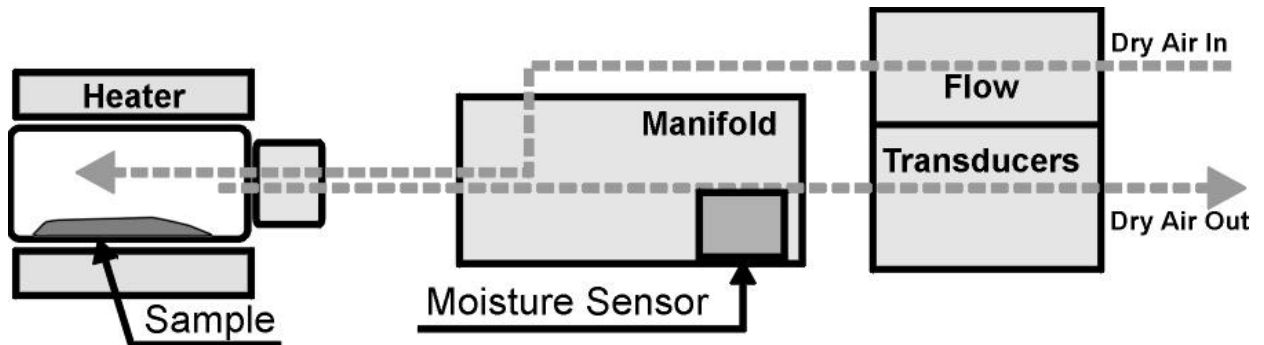 Dry Air In
Heater
Flow
Manifold
Transducers
Dry Air Out
Moisture Sensor
Sample